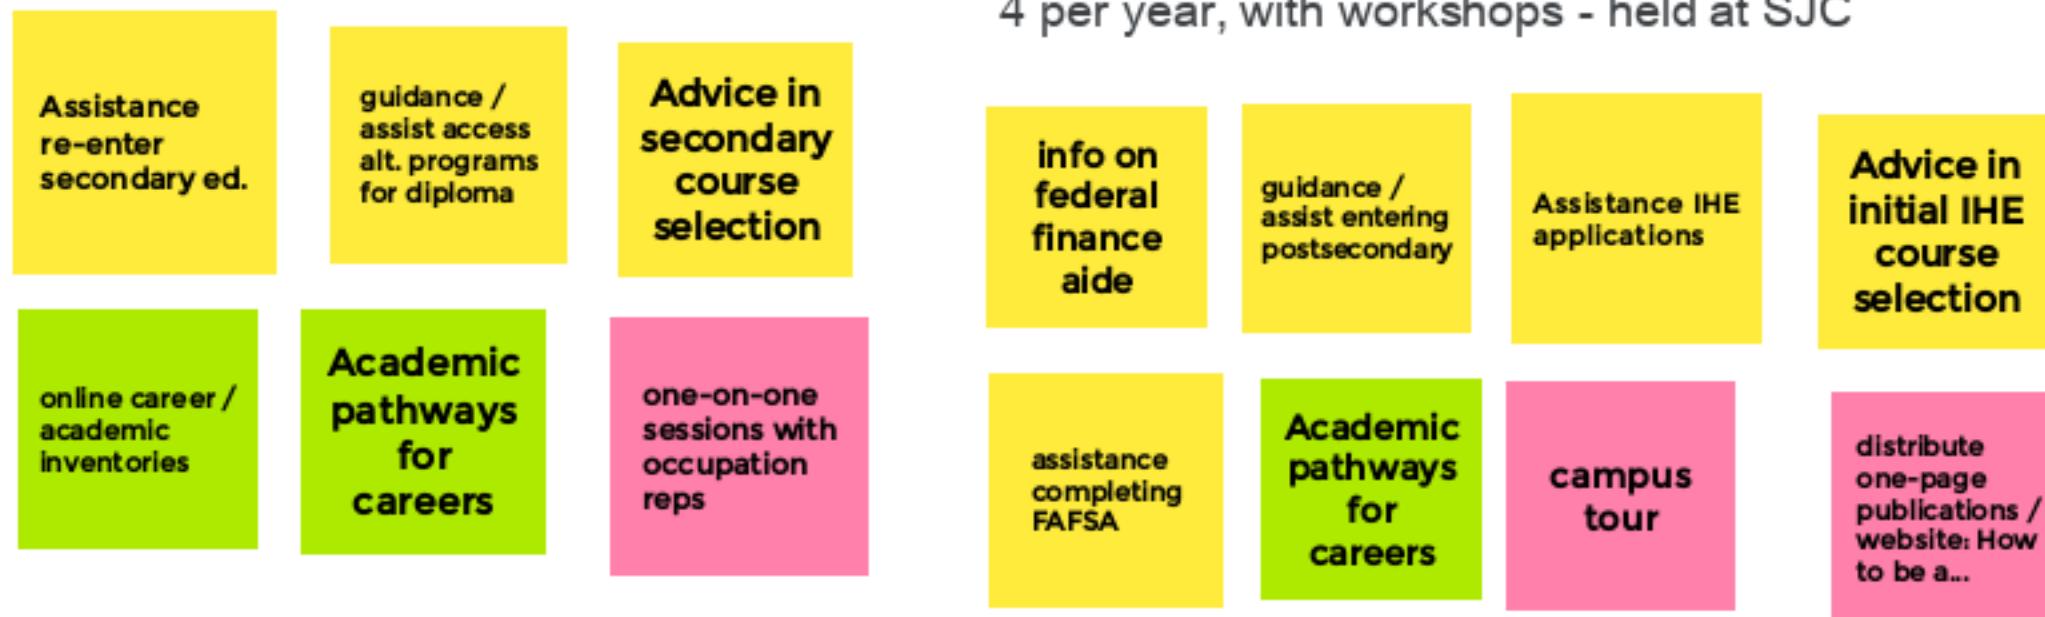 4 per year, with workshops - held at SJC
Assistance
re-enter
secondary ed.
guidance /
assist access
alt. programs
for diploma
Advice in
secondary
course
selection
online career /
academic
inventories
Academic
pathways
for
careers
one-on-one
sessions with
occupation
reps
info on
federal
finance
aide
guidance /
assist entering
postsecondary
Assistance IHE
applications
Advice in
initial IHE
course
selection
assistance
completing
FAFSA
Academic
pathways
for
careers
campus
tour
distribute
one-page
publications /
website: How
to be a...